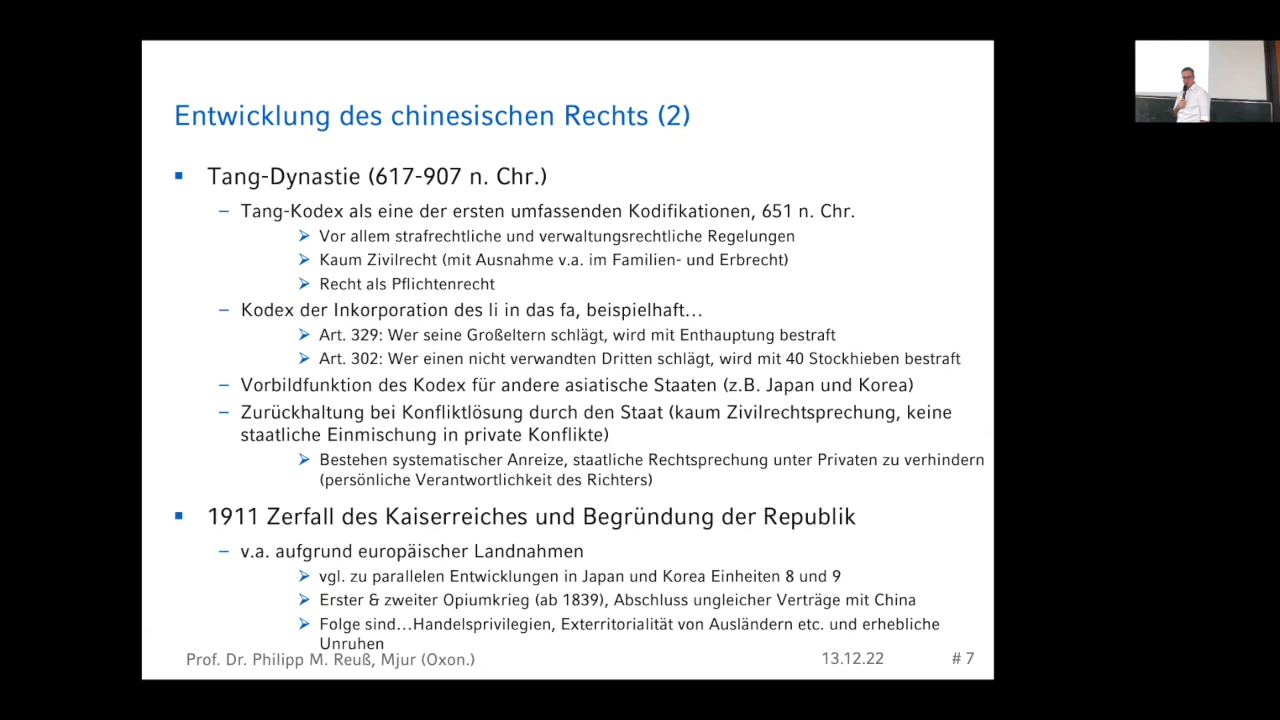 Entwicklung des chinesischen Rechts (2)
▪ Tang-Dynastie (617-907 n. Chr.)
– Tang-Kodex als eine der ersten umfassenden Kodifikationen, 651 n. Chr.
➢ Vor allem strafrechtliche und verwaltungsrechtliche Regelungen
➢ Kaum Zivilrecht (mit Ausnahme v.a. im Familien- und Erbrecht)
➢ Recht als Pflichtenrecht
– Kodex der Inkorporation des li in das fa, beispielhaft…
➢ Art. 329: Wer seine Großeltern schlägt, wird mit Enthauptung bestraft
➢ Art. 302: Wer einen nicht verwandten Dritten schlägt, wird mit 40 Stockhieben bestraft
– Vorbildfunktion des Kodex für andere asiatische Staaten (z.B. Japan und Korea)
– Zurückhaltung bei Konfliktlösung durch den Staat (kaum Zivilrechtsprechung, keine
staatliche Einmischung in private Konflikte)
➢ Bestehen systematischer Anreize, staatliche Rechtsprechung unter Privaten zu verhindern
(persönliche Verantwortlichkeit des Richters)
▪ 1911 Zerfall des Kaiserreiches und Begründung der Republik
– v.a. aufgrund europäischer Landnahmen
➢ vgl. zu parallelen Entwicklungen in Japan und Korea Einheiten 8 und 9
➢ Erster & zweiter Opiumkrieg (ab 1839), Abschluss ungleicher Verträge mit China
➢ Folge sind…Handelsprivilegien, Exterritorialität von Ausländern etc. und erhebliche
Unruhen
Prof. Dr. Philipp M. Reuß, Mjur (Oxon.) 13.12.22 # 7